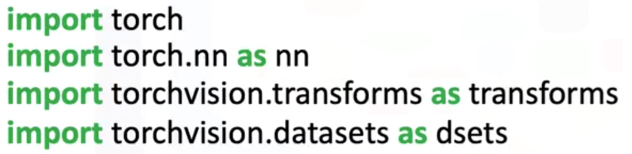 import torch
import torch.nn as nn
import torchvision.transforms as transforms
import torchvision.datasets as dsets